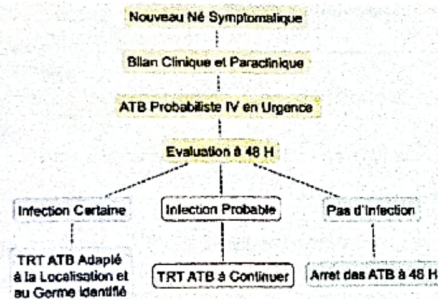 Nouveau Né Symptomatique
Bilan Clinique et Paraclinique
ATB Probabiliste IV en Urgence
Evaluation à 48 H
Infection Certaine
Infection Probable
Pas d'Infection
TRT ATB Adaplé
à la Localisation et
au Germe Identifié
TRT ATB à Continuer
Arret des ATB à 48 H